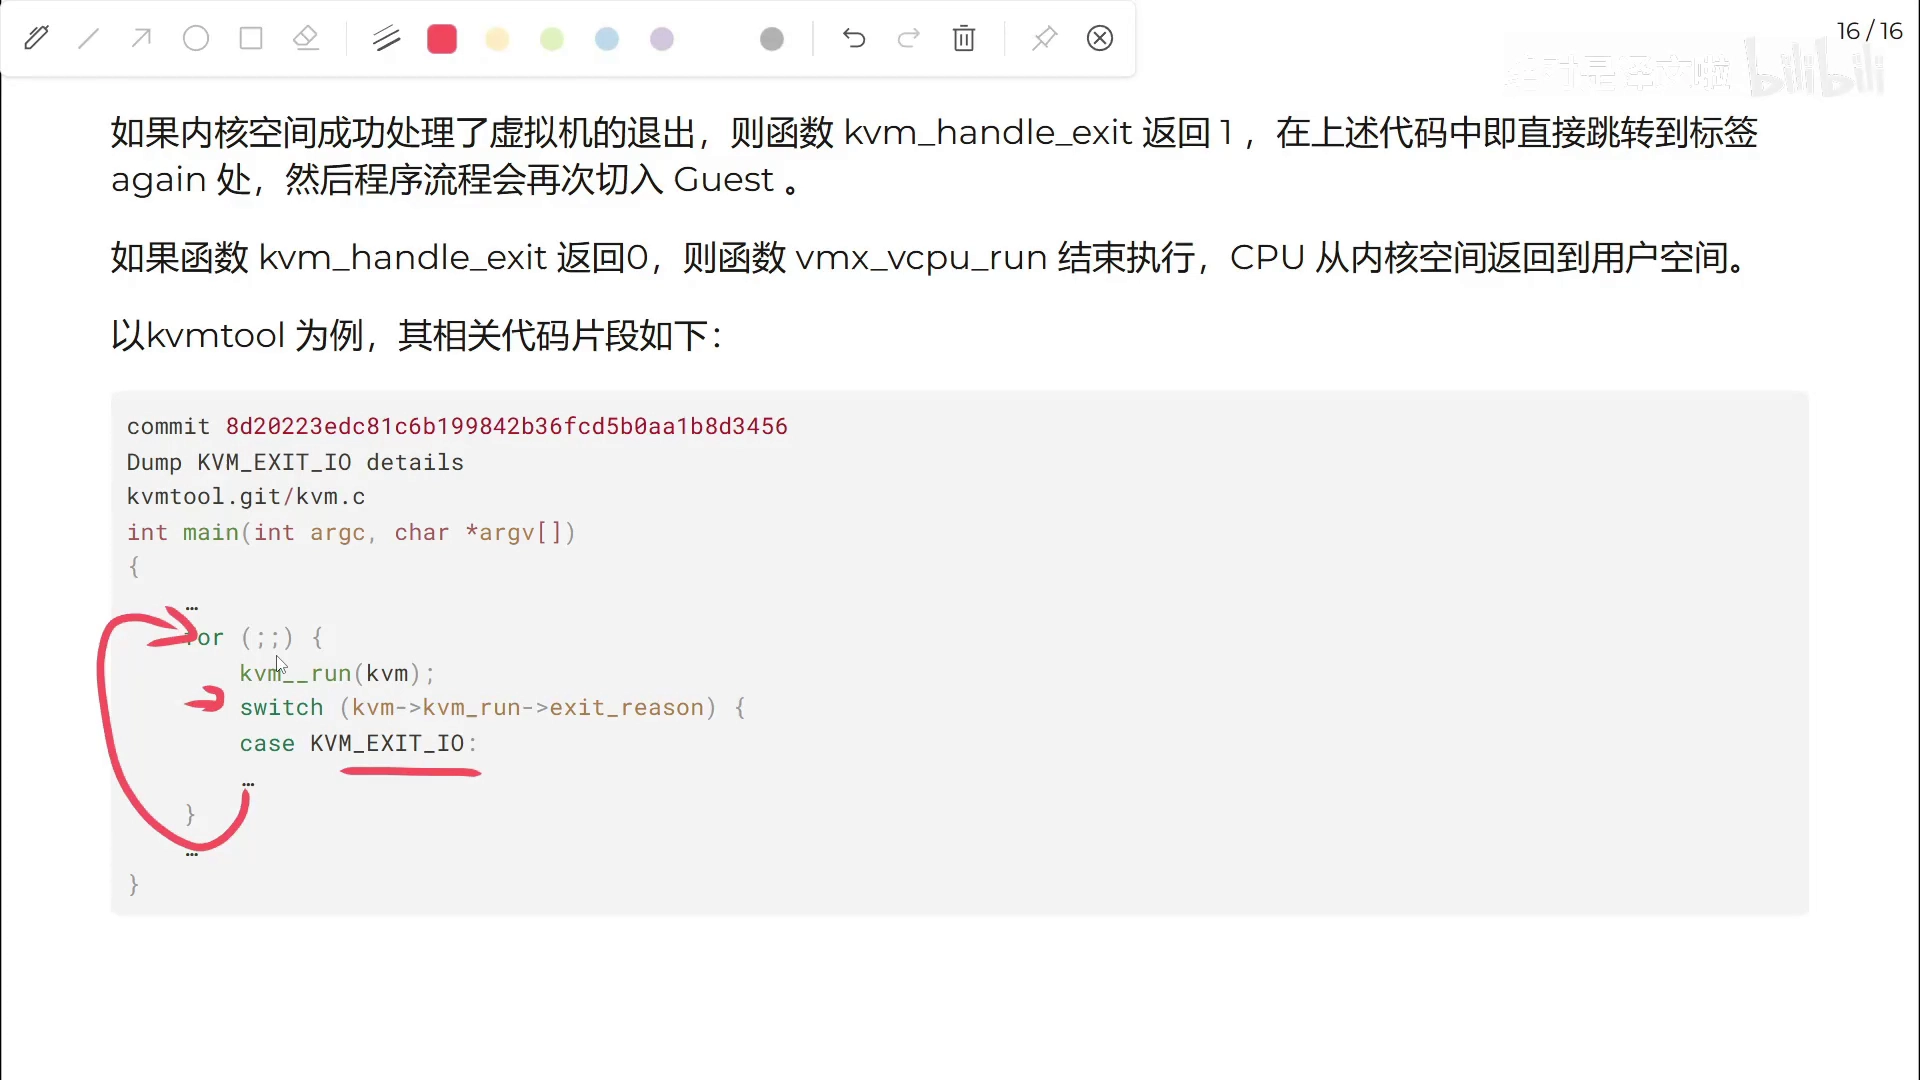 16 / 16
bilibili
如果内核空间成功处理了虚拟机的退出，则函数 kvm_handle_exit 返回 1 ，在上述代码中即直接跳转到标签
again 处，然后程序流程会再次切入 Guest 。
如果函数 kvm_handle_exit 返回0，则函数 vmx_vcpu_run 结束执行，CPU 从内核空间返回到用户空间。
以kvmtool 为例，其相关代码片段如下：
commit 8d20223edc81c6b199842b36fcd5b0aa1b8d3456
Dump KVM_EXIT_IO details
kvmtool.git/kvm.c
int main(int argc, char *argv[])
{
…
for (;;) {
kvm__run(kvm);
switch (kvm->kvm_run->exit_reason) {
case KVM_EXIT_IO:
…
}
…
}